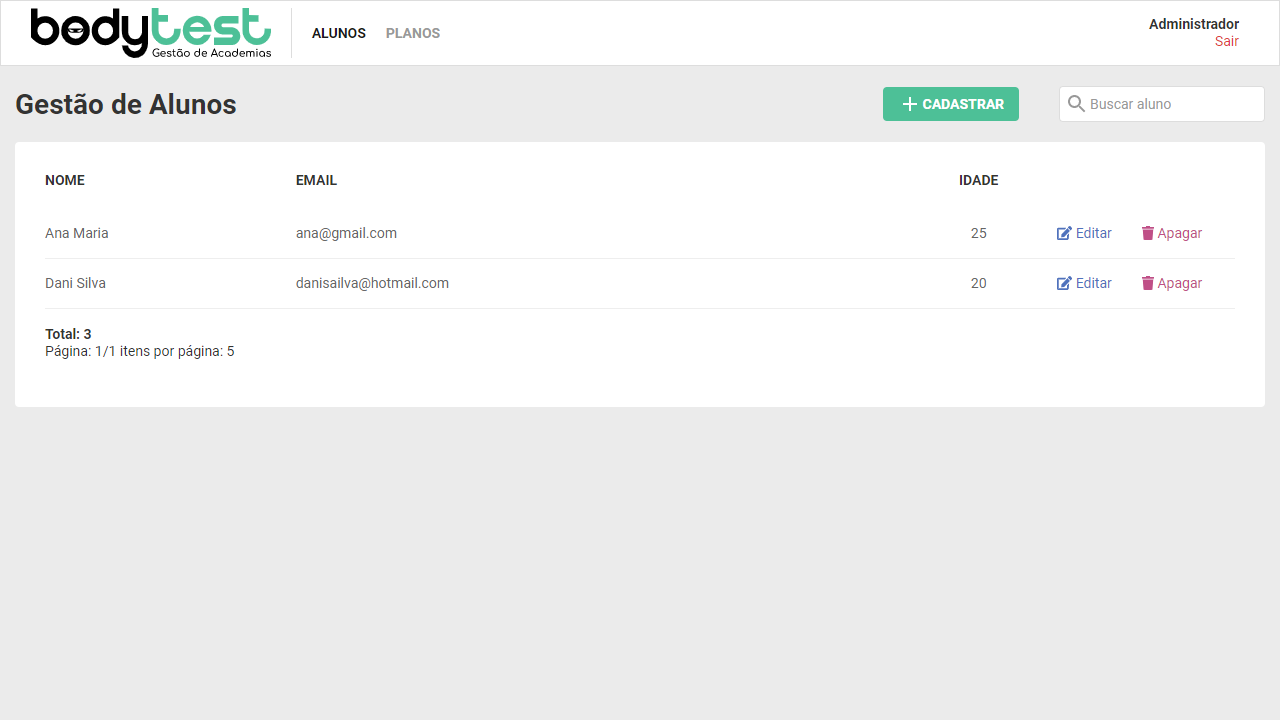 bodytest
Gestão de Academias
ALUNOS PLANOS
Administrador
Sair
Gestão de Alunos
CADASTRAR
Buscar aluno
NOME EMAIL IDADE
Ana Maria ana@gmail.com 25 Editar Apagar
Dani Silva danisailva@hotmail.com 20 Editar Apagar
Total: 3
Página: 1/1 itens por página: 5